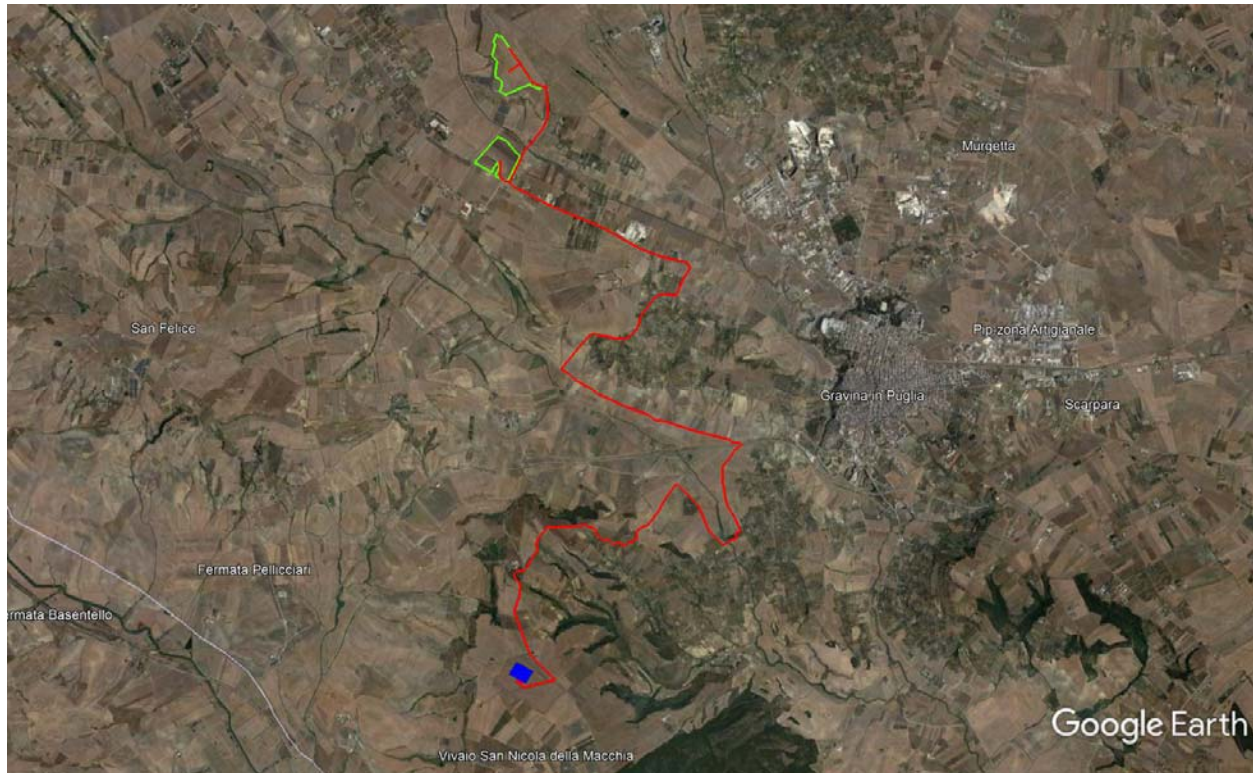 Murgetta
San Felice
Pip zona Artigianale
Gravina in Puglia
Scarpara
Fermata Pellicciari
ermata Basentello
Google Earth
Vivaio San Nicola della Macchia